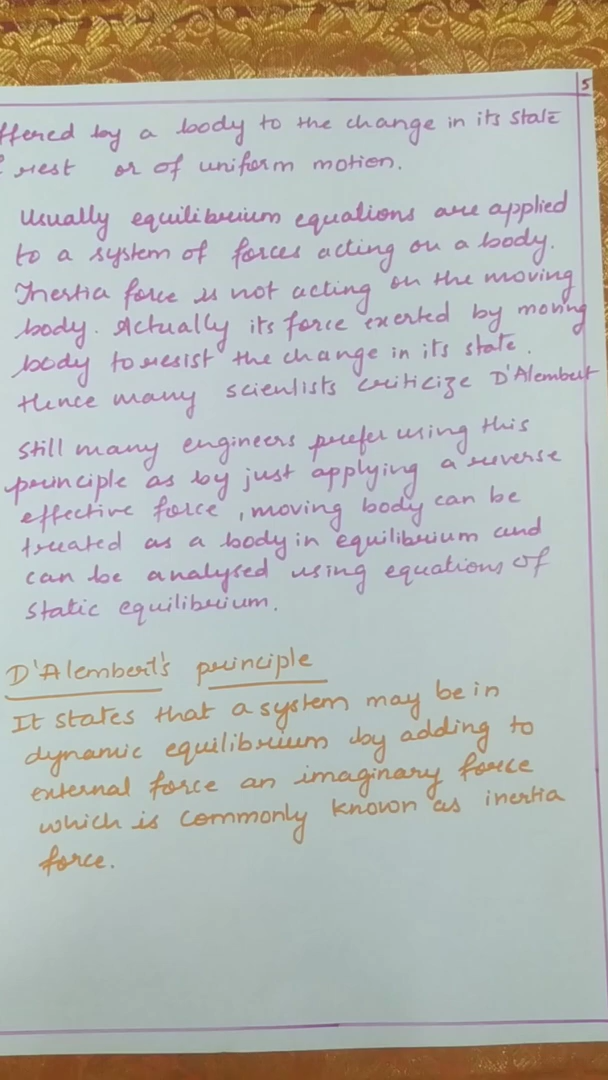 5
ffered by a body to the change in its state
rest or of uniform motion.
Usually equilibrium equations are applied
to a system of forces acting on a body.
Inertia force is not acting on the moving
body. Actually its force exerted by moving
body to resist the change in its state.
Hence many scientists criticize D'Alembert
Still many engineers prefer using this
principle as by just applying a reverse
effective force, moving body can be
treated as a body in equilibrium and
can be analysed using equations of
static equilibrium.
D'Alembert's principle
It states that a system may be in
dynamic equilibrium by adding to
external force an imaginary force
which is commonly known as inertia
force.